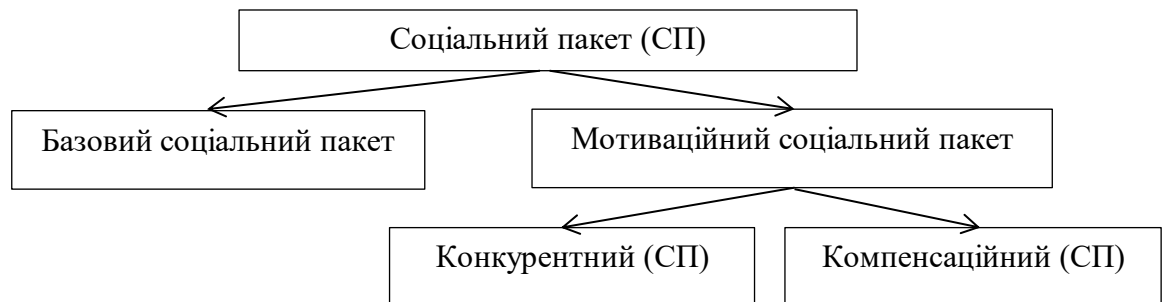 Соціальний пакет (СП)
Базовий соціальний пакет
Мотиваційний соціальний пакет
Конкурентний (СП)
Компенсаційний (СП)